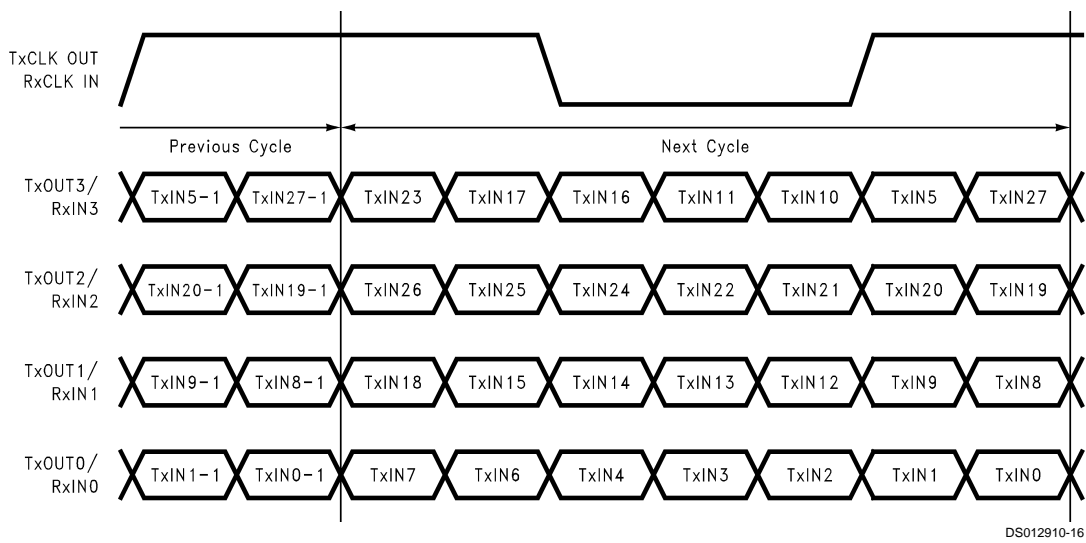 TxCLK OUT
RxCLK IN
Previous Cycle
Next Cycle
TxOUT3/
RxIN3
TxIN5-1 TxIN27-1 TxIN23 TxIN17 TxIN16 TxIN11 TxIN10 TxIN5 TxIN27
TxOUT2/
RxIN2
TxIN20-1 TxIN19-1 TxIN26 TxIN25 TxIN24 TxIN22 TxIN21 TxIN20 TxIN19
TxOUT1/
RxIN1
TxIN9-1 TxIN8-1 TxIN18 TxIN15 TxIN14 TxIN13 TxIN12 TxIN9 TxIN8
TxOUT0/
RxIN0
TxIN1-1 TxIN0-1 TxIN7 TxIN6 TxIN4 TxIN3 TxIN2 TxIN1 TxIN0
DS012910-16